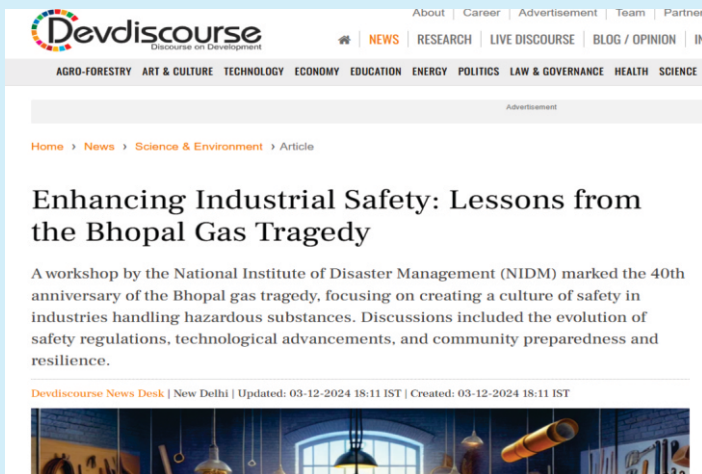 Devdiscourse
Discourse on Development
About | Career | Advertisement | Team | Partner
NEWS | RESEARCH | LIVE DISCOURSE | BLOG / OPINION |
AGRO-FORESTRY ART & CULTURE TECHNOLOGY ECONOMY EDUCATION ENERGY POLITICS LAW & GOVERNANCE HEALTH SCIENCE
Advertisement
Home › News › Science & Environment › Article
Enhancing Industrial Safety: Lessons from
the Bhopal Gas Tragedy
A workshop by the National Institute of Disaster Management (NIDM) marked the 40th
anniversary of the Bhopal gas tragedy, focusing on creating a culture of safety in
industries handling hazardous substances. Discussions included the evolution of
safety regulations, technological advancements, and community preparedness and
resilience.
Devdiscourse News Desk | New Delhi | Updated: 03-12-2024 18:11 IST | Created: 03-12-2024 18:11 IST